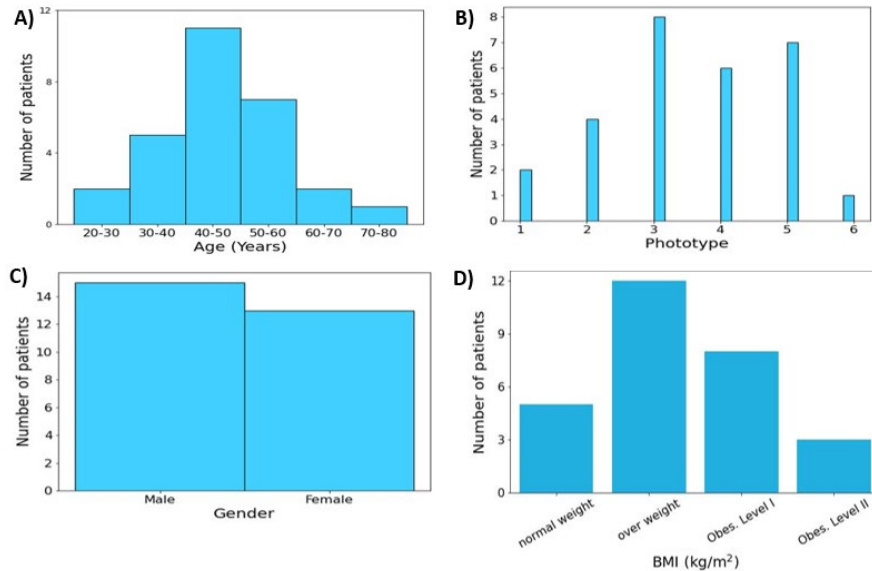 A)
12
8
4
0
Number of patients
20-30 30-40 40-50 50-60 60-70 70-80
Age (Years)
B)
8
7
6
5
4
3
2
1
0
Number of patients
1 2 3 4 5 6
Phototype
C)
14
12
10
8
6
4
2
0
Number of patients
Male Female
Gender
D)
12
9
6
3
0
Number of patients
normal weight over weight Obes. Level I Obes. Level II
BMI (kg/m²)